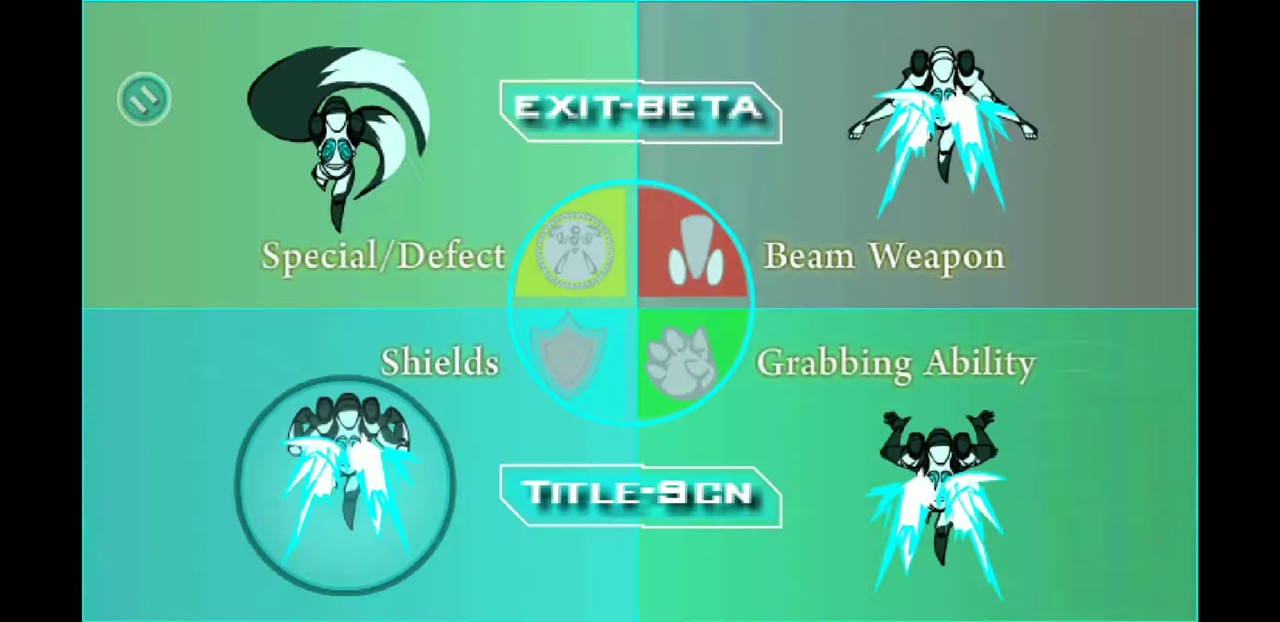 EXIT-BETA
Special/Defect
Beam Weapon
Shields
Grabbing Ability
TITLE-SCN